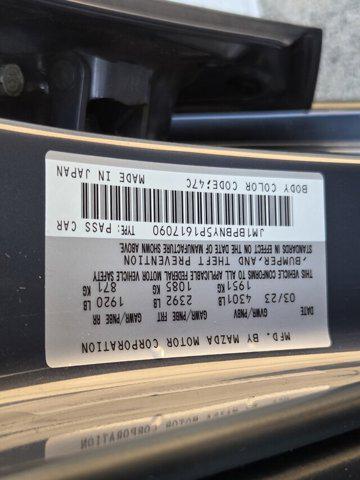 MFD. BY MAZDA MOTOR CORPORATION
DATE GVWR/PNBV GAWR/PNBE FRT GAWR/PNBE RR
03/23 4301LB 2392 LB 1920 LB
1951KG 1085KG 871 KG
THIS VEHICLE CONFORMS TO ALL APPLICABLE FEDERAL MOTOR VEHICLE SAFETY
,BUMPER,AND THEFT PREVENTION
STANDARDS IN EFFECT ON THE DATE OF MANUFACTURE SHOWN ABOVE
JM1BPBNY5P1617090 TYPE: PASS CAR
BODY COLOR CODE:47C MADE IN JAPAN